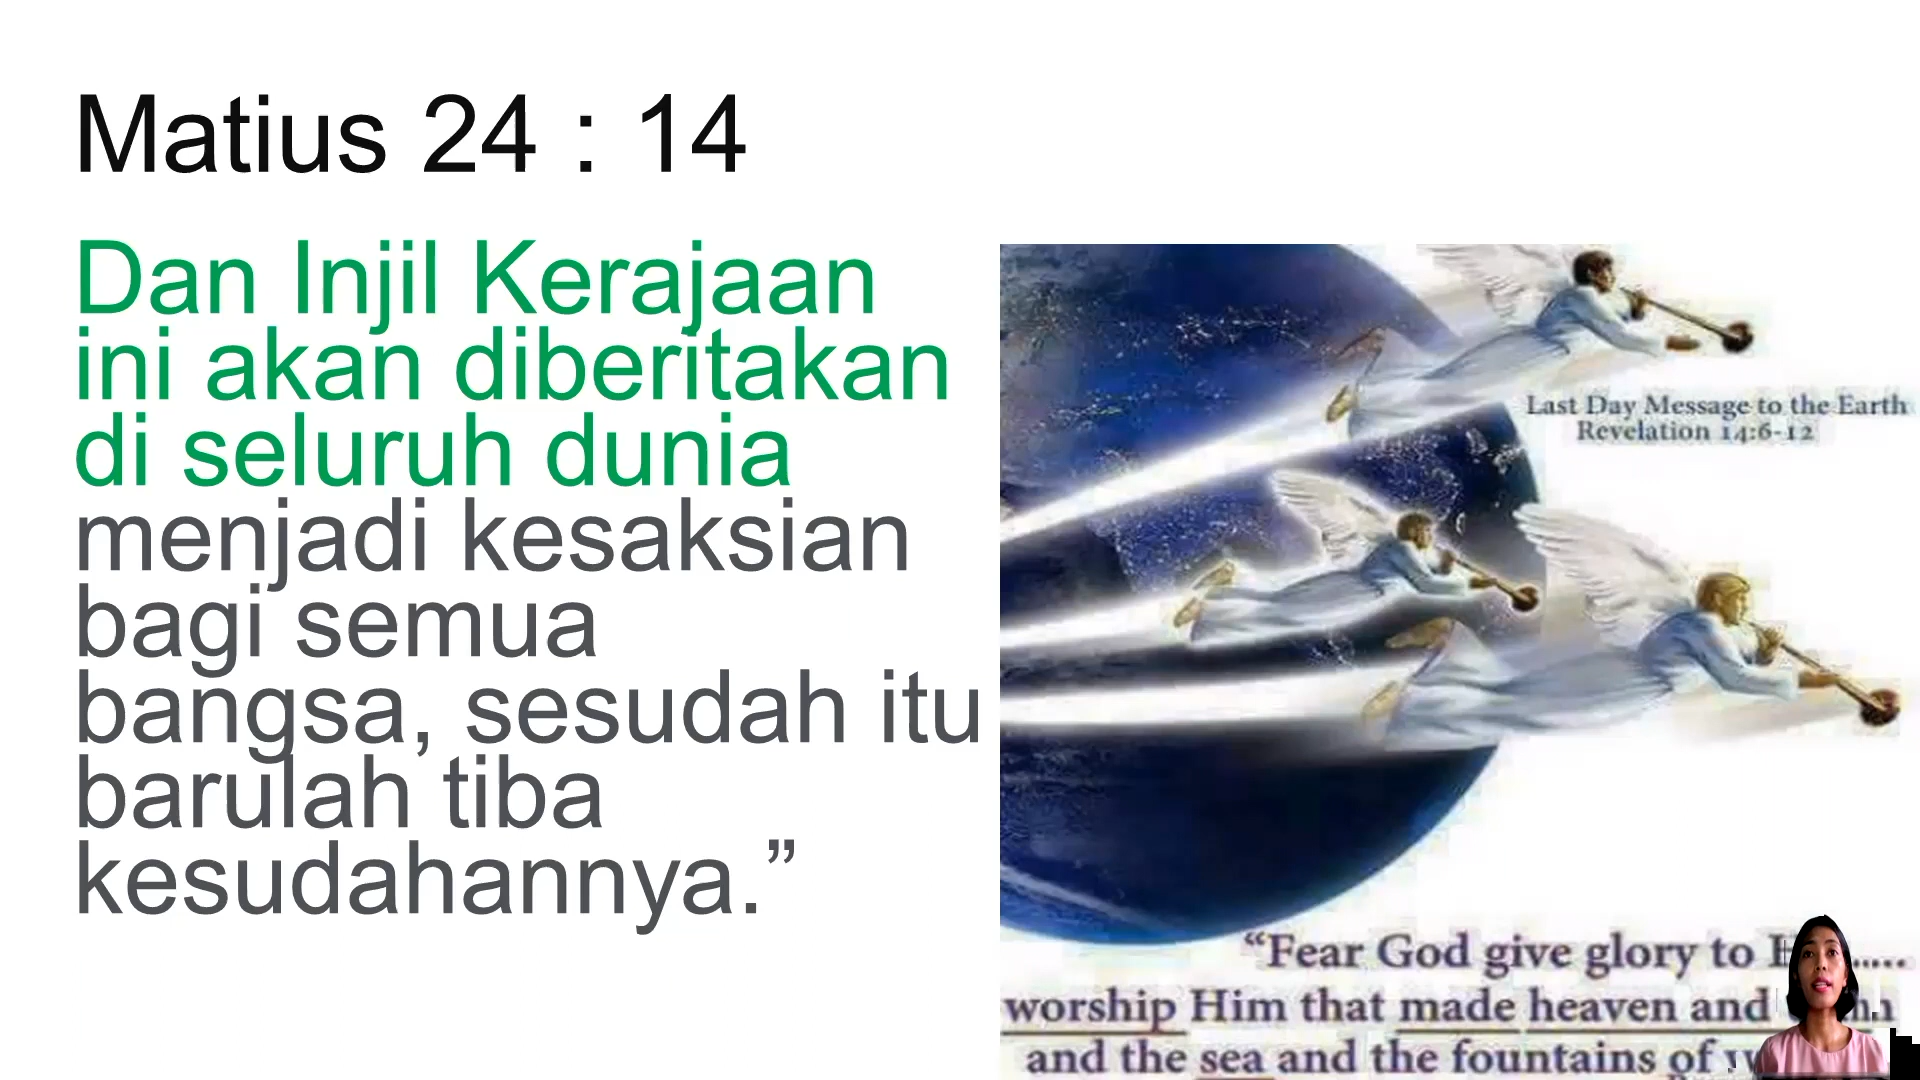 Matius 24 : 14
Dan Injil Kerajaan
ini akan diberitakan
di seluruh dunia
menjadi kesaksian
bagi semua
bangsa, sesudah itu
barulah tiba
kesudahannya.”
Last Day Message to the Earth
Revelation 14:6-12
“Fear God give glory to
worship Him that made heaven and
and the sea and the fountains of